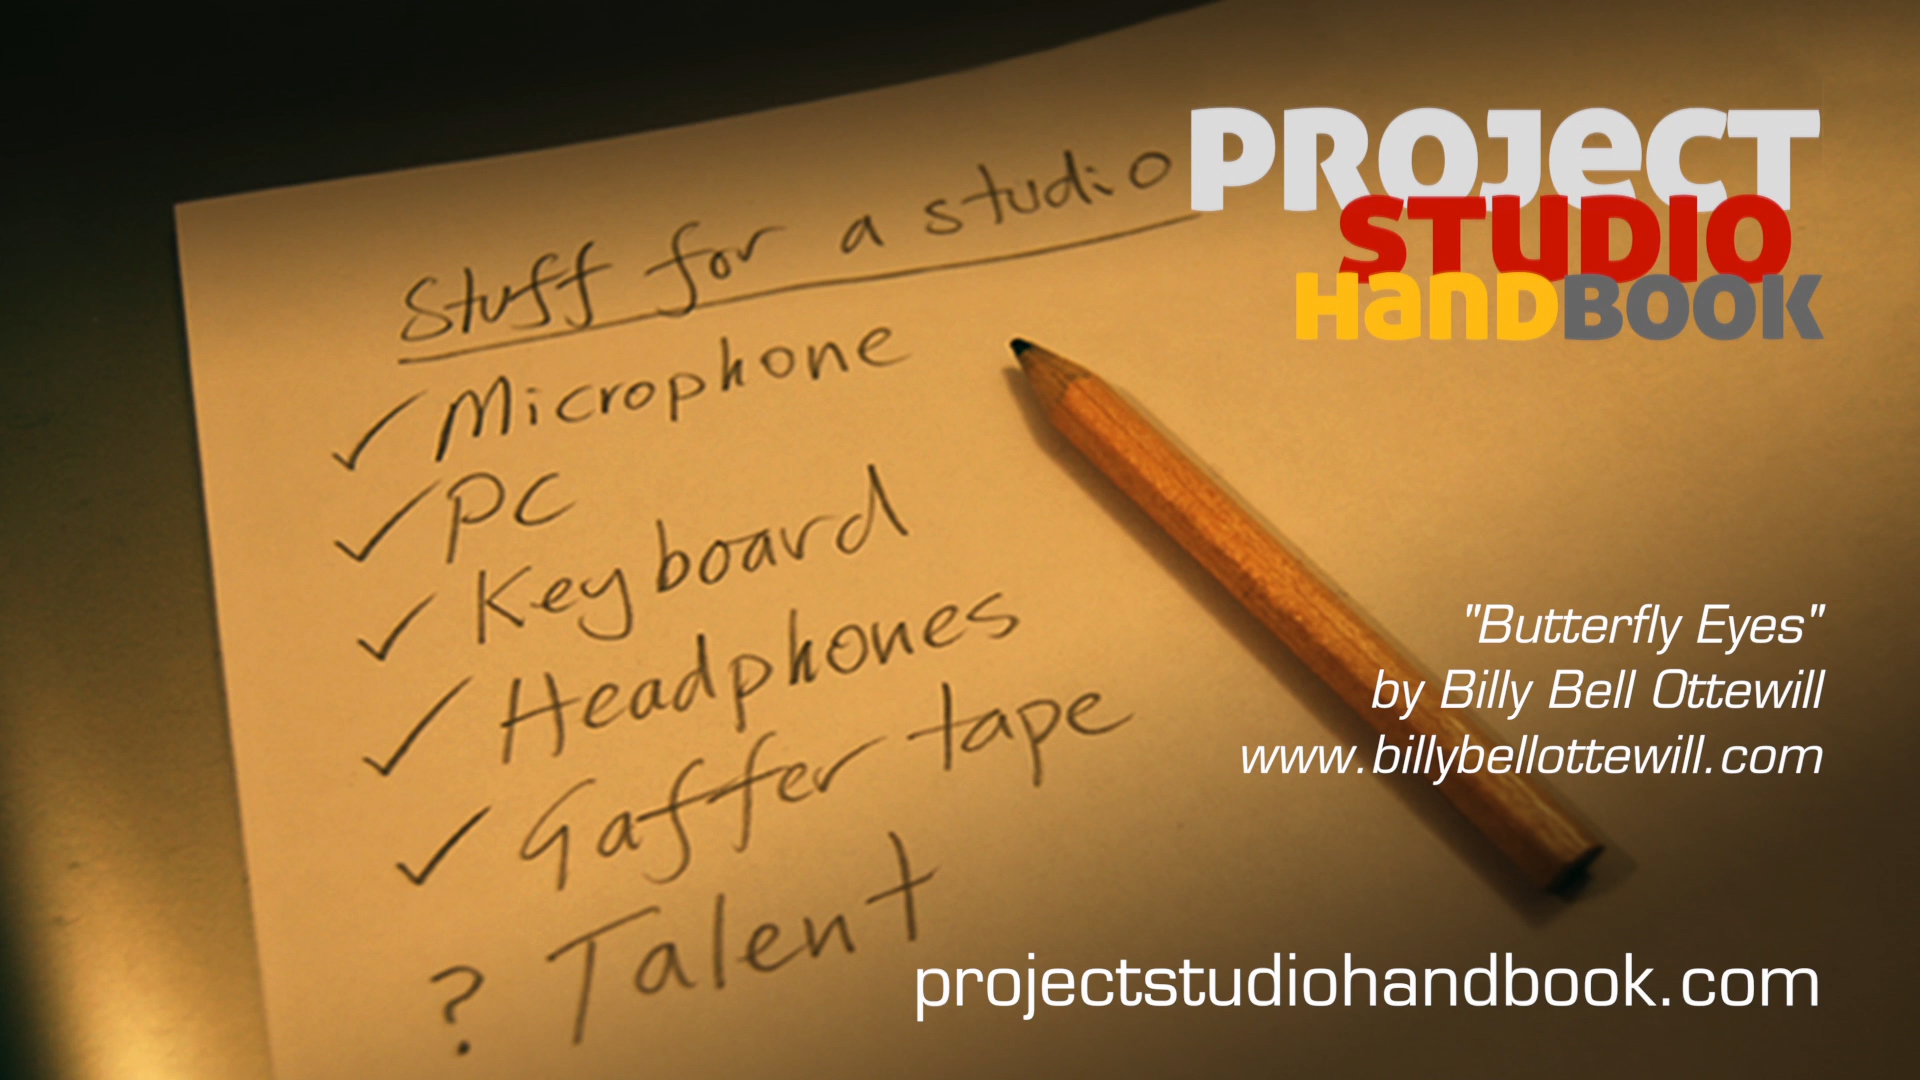 Stuff for a studio
✓ Microphone
✓ PC
✓ Keyboard
✓ Headphones
✓ Gaffer tape
? Talent
PROJECT
STUDIO
HANDBOOK
"Butterfly Eyes"
by Billy Bell Ottewill
www.billybellottewill.com
projectstudiohandbook.com